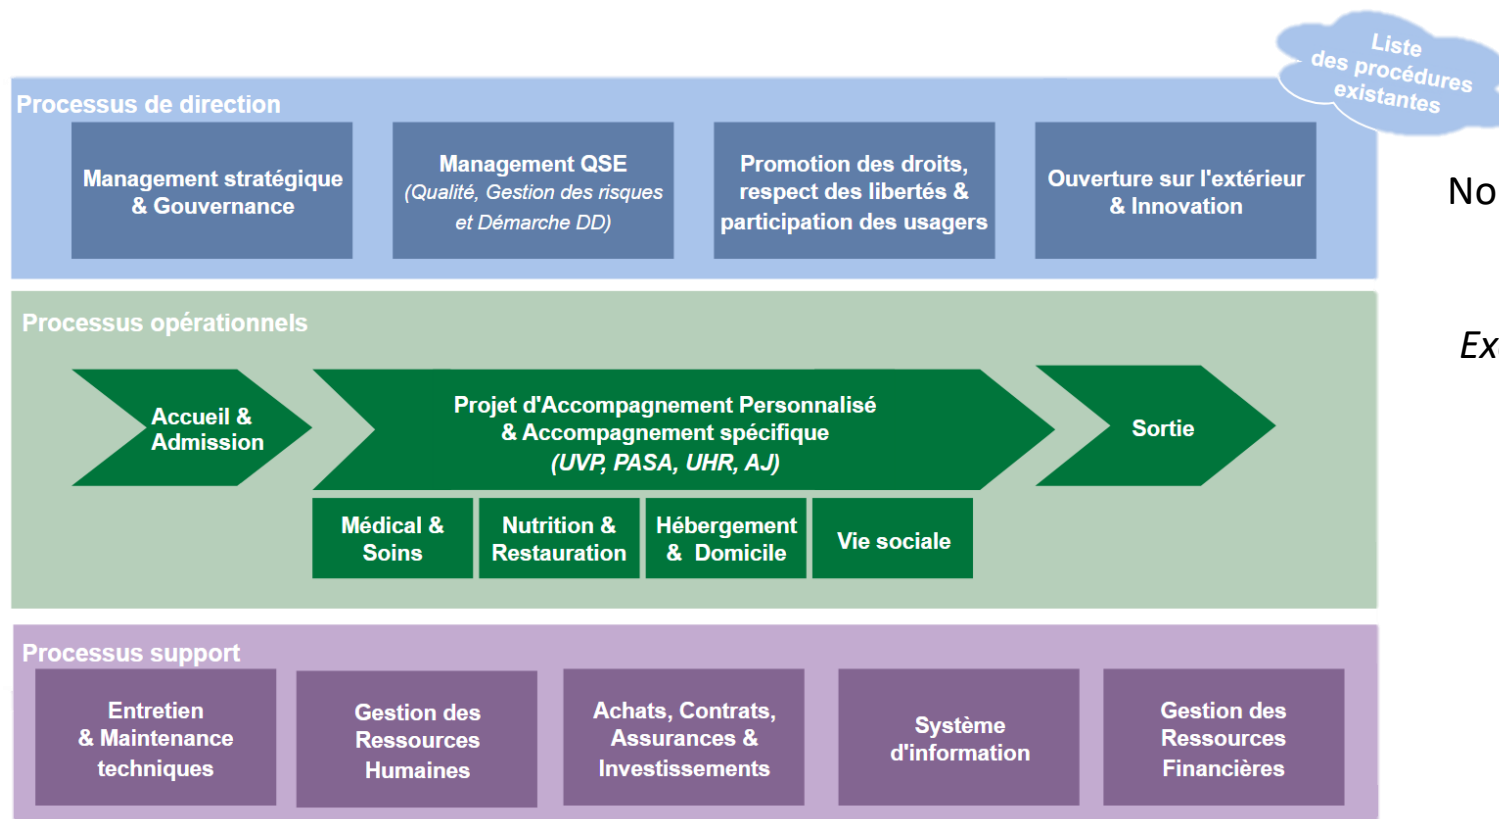 Liste
des procédures
existantes
Processus de direction
Management stratégique
& Gouvernance
Management QSE
(Qualité, Gestion des risques
et Démarche DD)
Promotion des droits,
respect des libertés &
participation des usagers
Ouverture sur l'extérieur
& Innovation
No
Processus opérationnels
Accueil &
Admission
Projet d'Accompagnement Personnalisé
& Accompagnement spécifique
(UVP, PASA, UHR, AJ)
Sortie
Médical &
Soins
Nutrition &
Restauration
Hébergement
& Domicile
Vie sociale
Processus support
Entretien
& Maintenance
techniques
Gestion des
Ressources
Humaines
Achats, Contrats,
Assurances &
Investissements
Système
d'information
Gestion des
Ressources
Financières